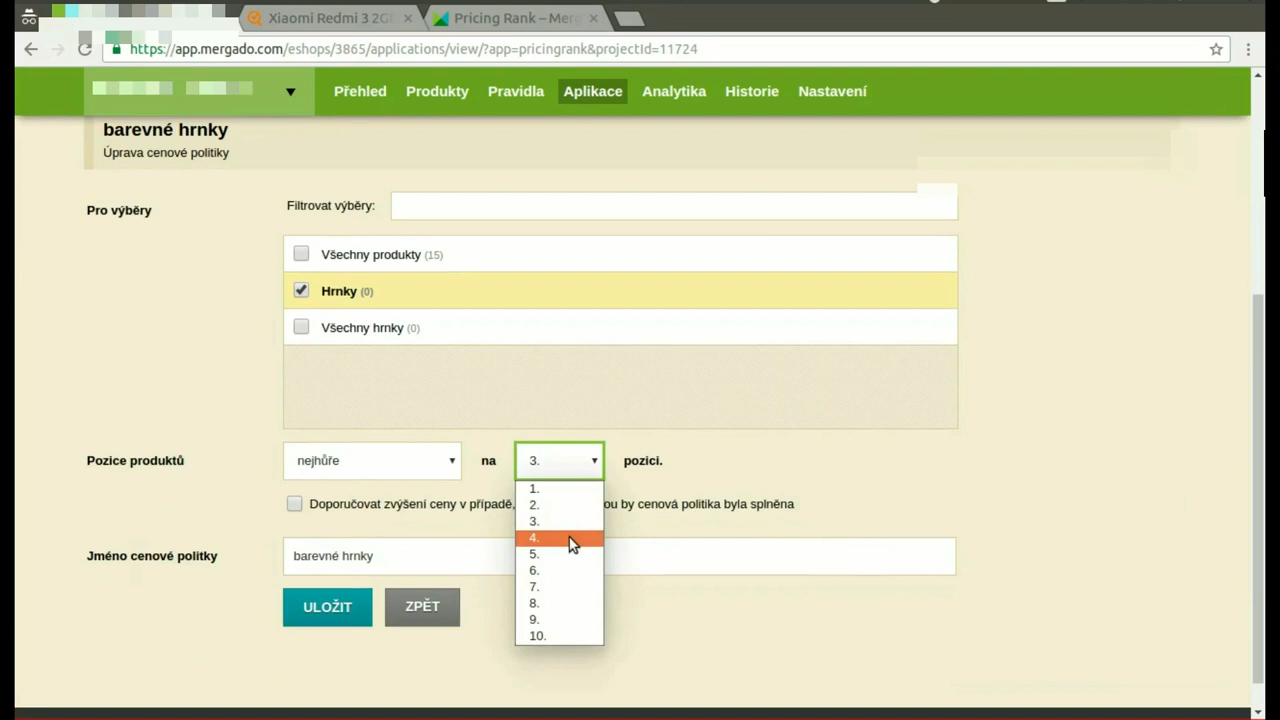 Xiaomi Redmi 3 2G
Pricing Rank – Merg
https://app.mergado.com/eshops/3865/applications/view/?app=pricingrank&projectId=11724
Přehled Produkty Pravidla Aplikace Analytika Historie Nastavení
barevné hrnky
Úprava cenové politiky
Pro výběry
Filtrovat výběry:
Všechny produkty (15)
Hrnky (0)
Všechny hrnky (0)
Pozice produktů nejhůře na 3. pozici.
1.
Doporučovat zvýšení ceny v případě, ou by cenová politika byla splněna
2.
3.
4.
5.
Jméno cenové politky barevné hrnky
6.
7.
8.
ULOŽIT ZPĚT
9.
10.